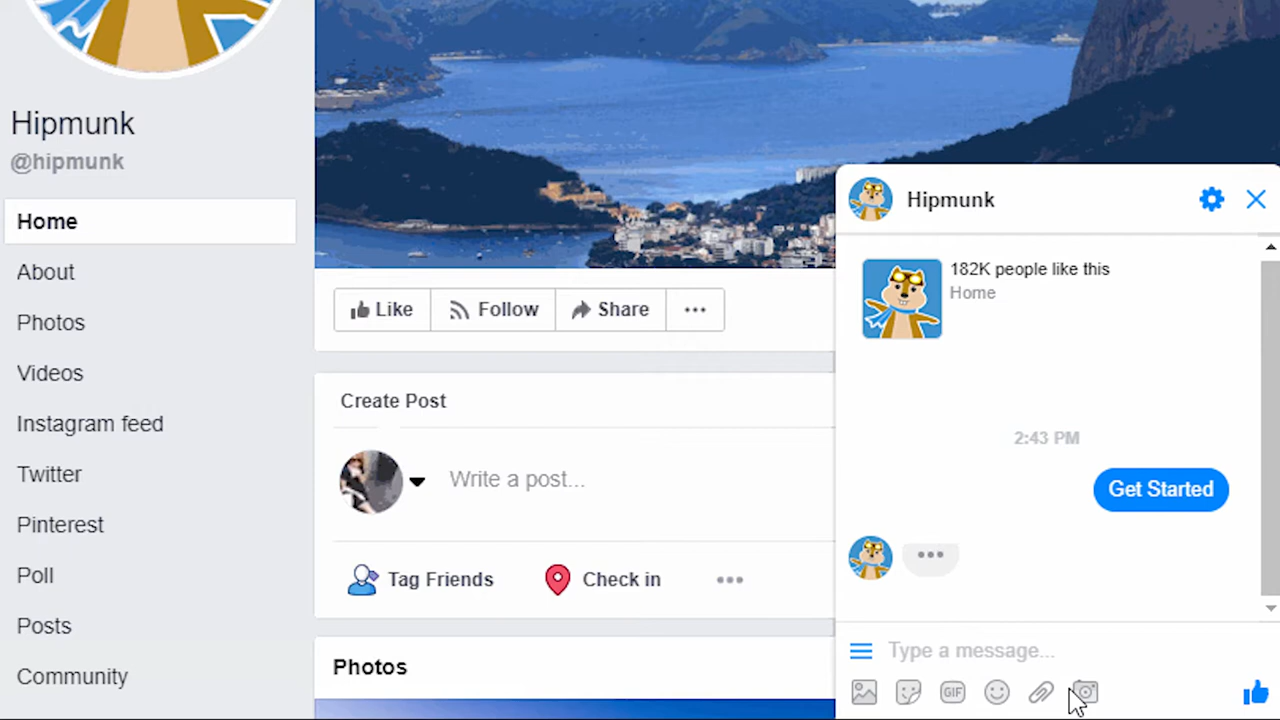 Hipmunk
@hipmunk
Home
About
Photos
Videos
Instagram feed
Twitter
Pinterest
Poll
Posts
Community
Like
Follow
Share
Create Post
Write a post...
Tag Friends
Check in
Photos
Hipmunk
182K people like this
Home
2:43 PM
Get Started
Type a message...
GIF